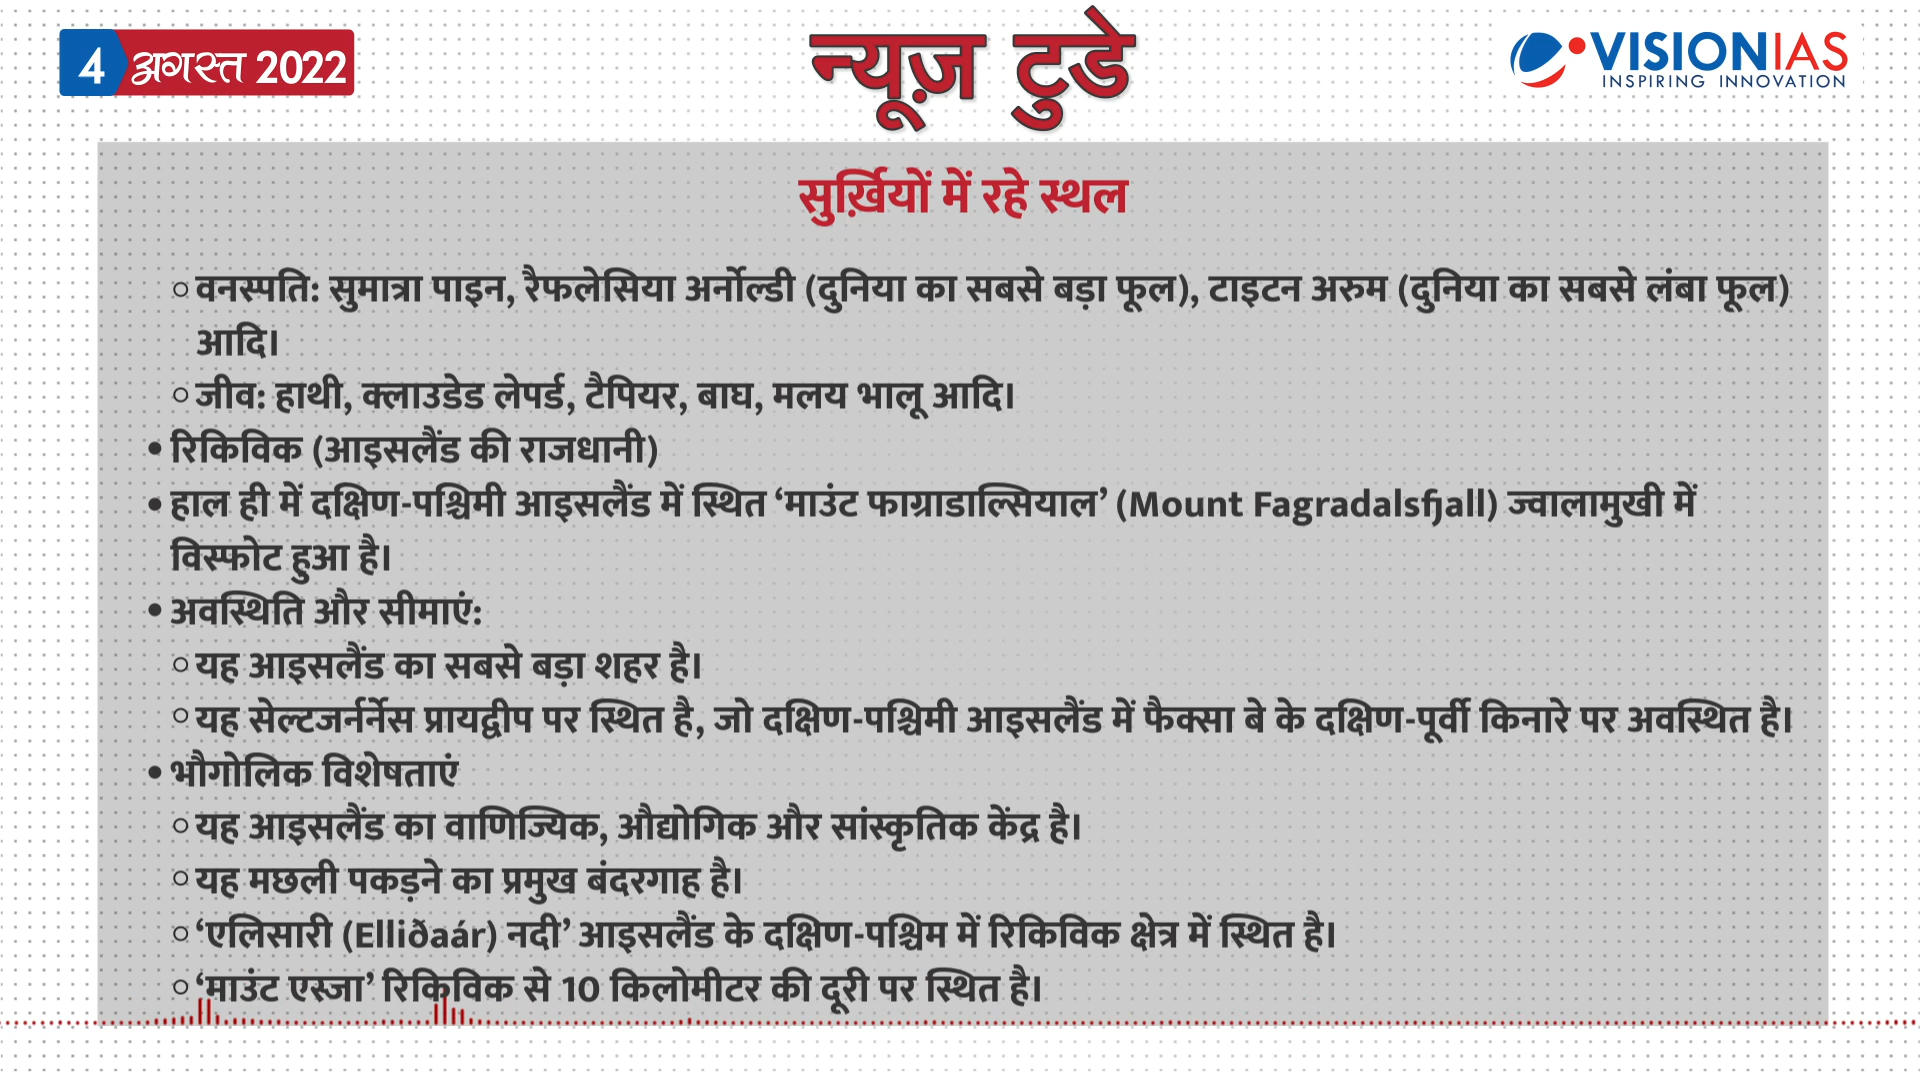 4 अगस्त 2022
न्यूज़ टुडे
VISIONIAS
INSPIRING INNOVATION
सुर्ख़ियों में रहे स्थल
○ वनस्पति: सुमात्रा पाइन, रैफलेसिया अर्नोल्डी (दुनिया का सबसे बड़ा फूल), टाइटन अरुम (दुनिया का सबसे लंबा फूल)
आदि।
○ जीव: हाथी, क्लाउडेड लेपर्ड, टैपियर, बाघ, मलय भालू आदि।
• रिकिविक (आइसलैंड की राजधानी)
• हाल ही में दक्षिण-पश्चिमी आइसलैंड में स्थित ‘माउंट फाग्राडाल्सियाल’ (Mount Fagradalsfjall) ज्वालामुखी में
विस्फोट हुआ है।
• अवस्थिति और सीमाएं:
○ यह आइसलैंड का सबसे बड़ा शहर है।
○ यह सेल्टजर्नर्नेस प्रायद्वीप पर स्थित है, जो दक्षिण-पश्चिमी आइसलैंड में फैक्सा बे के दक्षिण-पूर्वी किनारे पर अवस्थित है।
• भौगोलिक विशेषताएं
○ यह आइसलैंड का वाणिज्यिक, औद्योगिक और सांस्कृतिक केंद्र है।
○ यह मछली पकड़ने का प्रमुख बंदरगाह है।
○ ‘एलिसारी (Elliðaár) नदी’ आइसलैंड के दक्षिण-पश्चिम में रिकिविक क्षेत्र में स्थित है।
○ ‘माउंट एस्जा’ रिकिविक से 10 किलोमीटर की दूरी पर स्थित है।